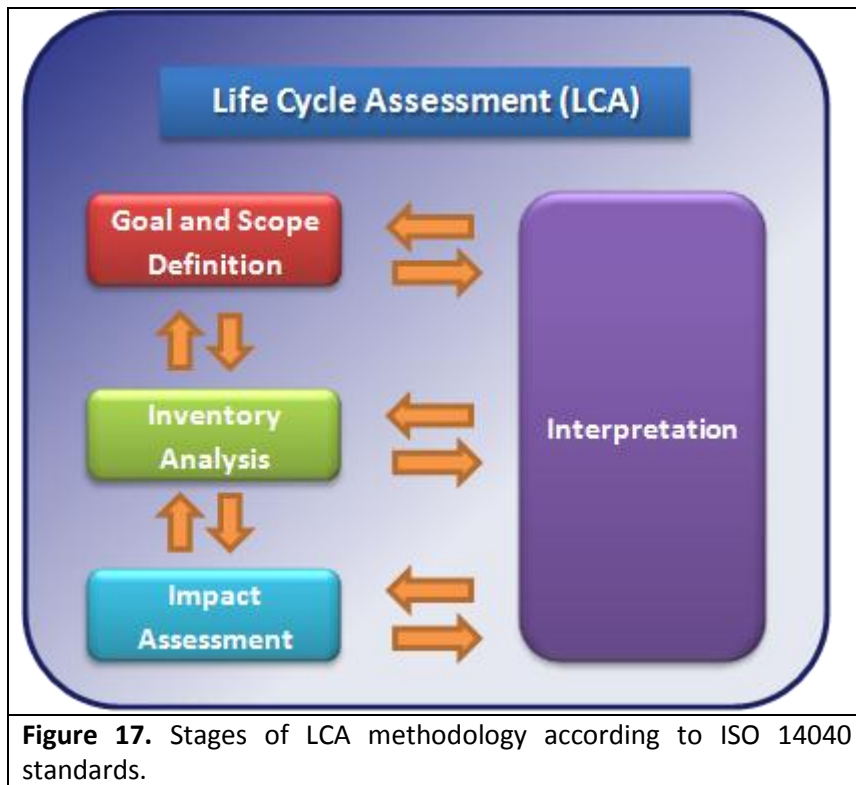 Life Cycle Assessment (LCA)
Goal and Scope
Definition
Inventory
Analysis
Interpretation
Impact
Assessment
Figure 17. Stages of LCA methodology according to ISO 14040
standards.